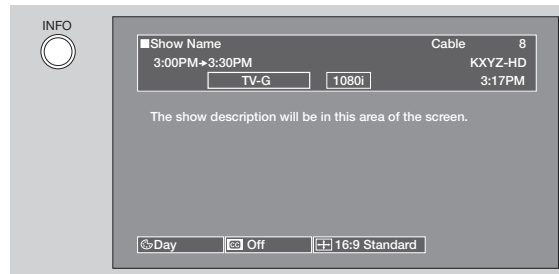 INFO
■Show Name Cable 8
3:00PM→3:30PM KXYZ-HD
TV-G 1080i 3:17PM
The show description will be in this area of the screen.
Day CC Off 16:9 Standard